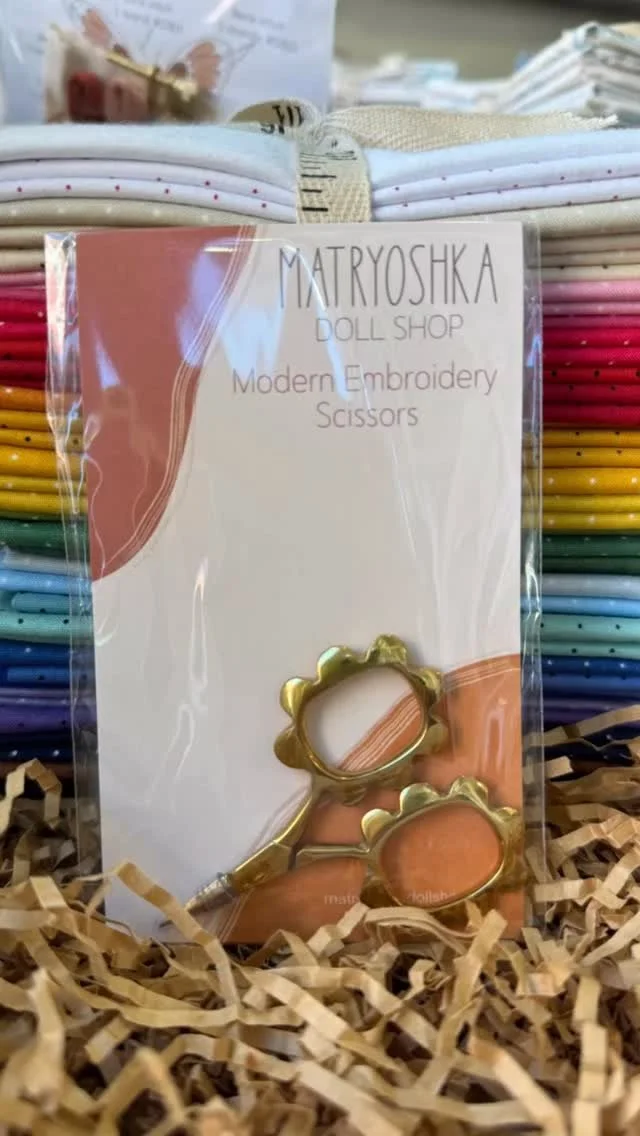 MATRYOSHKA
DOLL SHOP
Modern Embroidery
Scissors